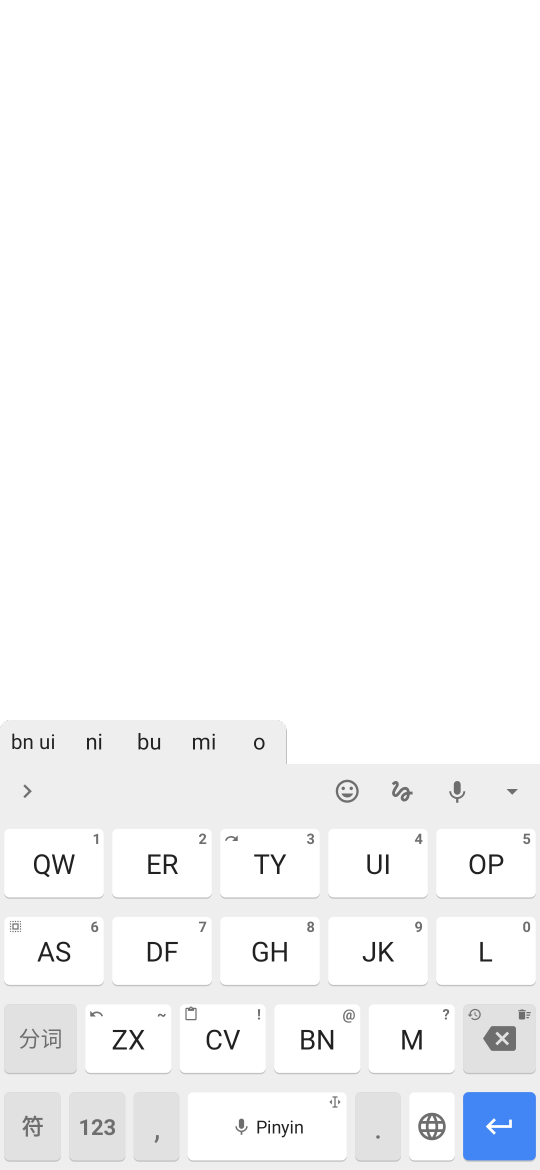 bn ui ni bu mi o
1 2 3 4 5
QW ER TY UI OP
6 7 8 9 0
AS DF GH JK L
~ ! @ ?
分词 ZX CV BN M
符 123 , Pinyin .